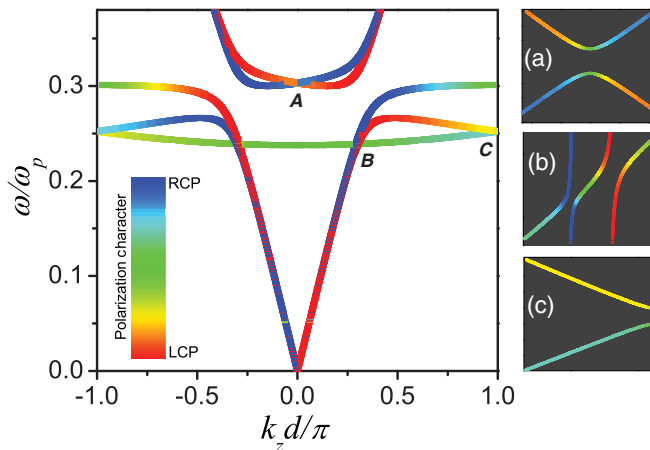 (a)
0.3
A
B
C
(b)
0.2
RCP
ω/ωp
Polarization character
0.1
LCP
(c)
0.0
-1.0 -0.5 0.0 0.5 1.0
kzd/π